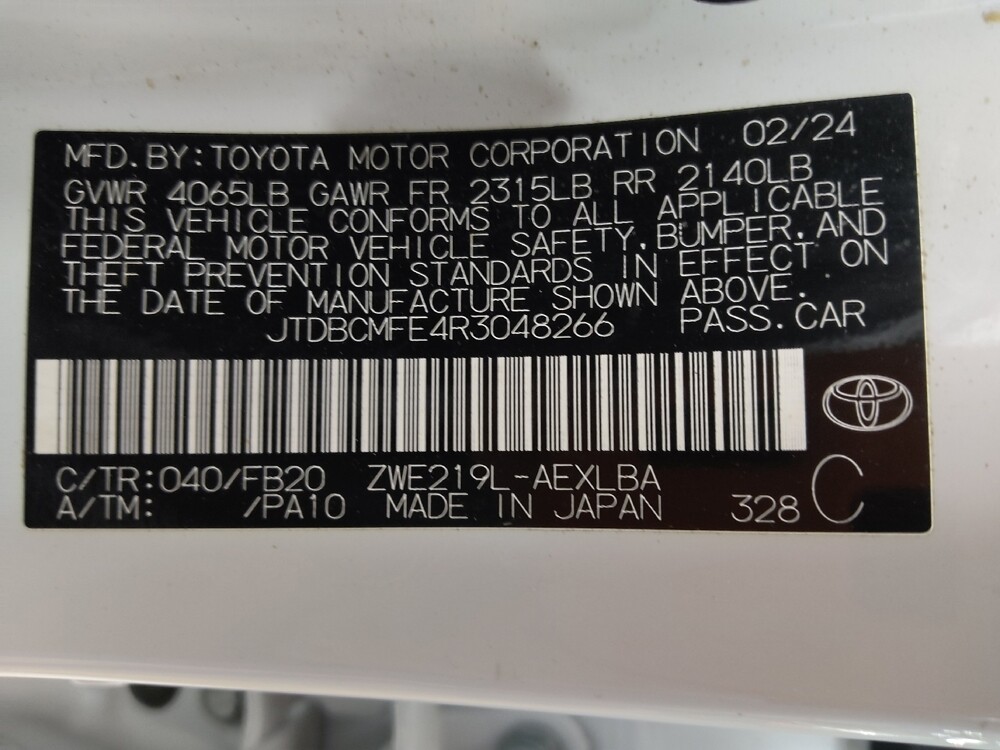 MFD.BY:TOYOTA MOTOR CORPORATION 02/24
GVWR 4065LB GAWR FR 2315LB RR 2140LB
THIS VEHICLE CONFORMS TO ALL APPLICABLE
FEDERAL MOTOR VEHICLE SAFETY,BUMPER,AND
THEFT PREVENTION STANDARDS IN EFFECT ON
THE DATE OF MANUFACTURE SHOWN ABOVE.
JTDBCMFE4R3048266 PASS.CAR
C/TR:040/FB20 ZWE219L-AEXLBA
A/TM: /PA10 MADE IN JAPAN 328 C